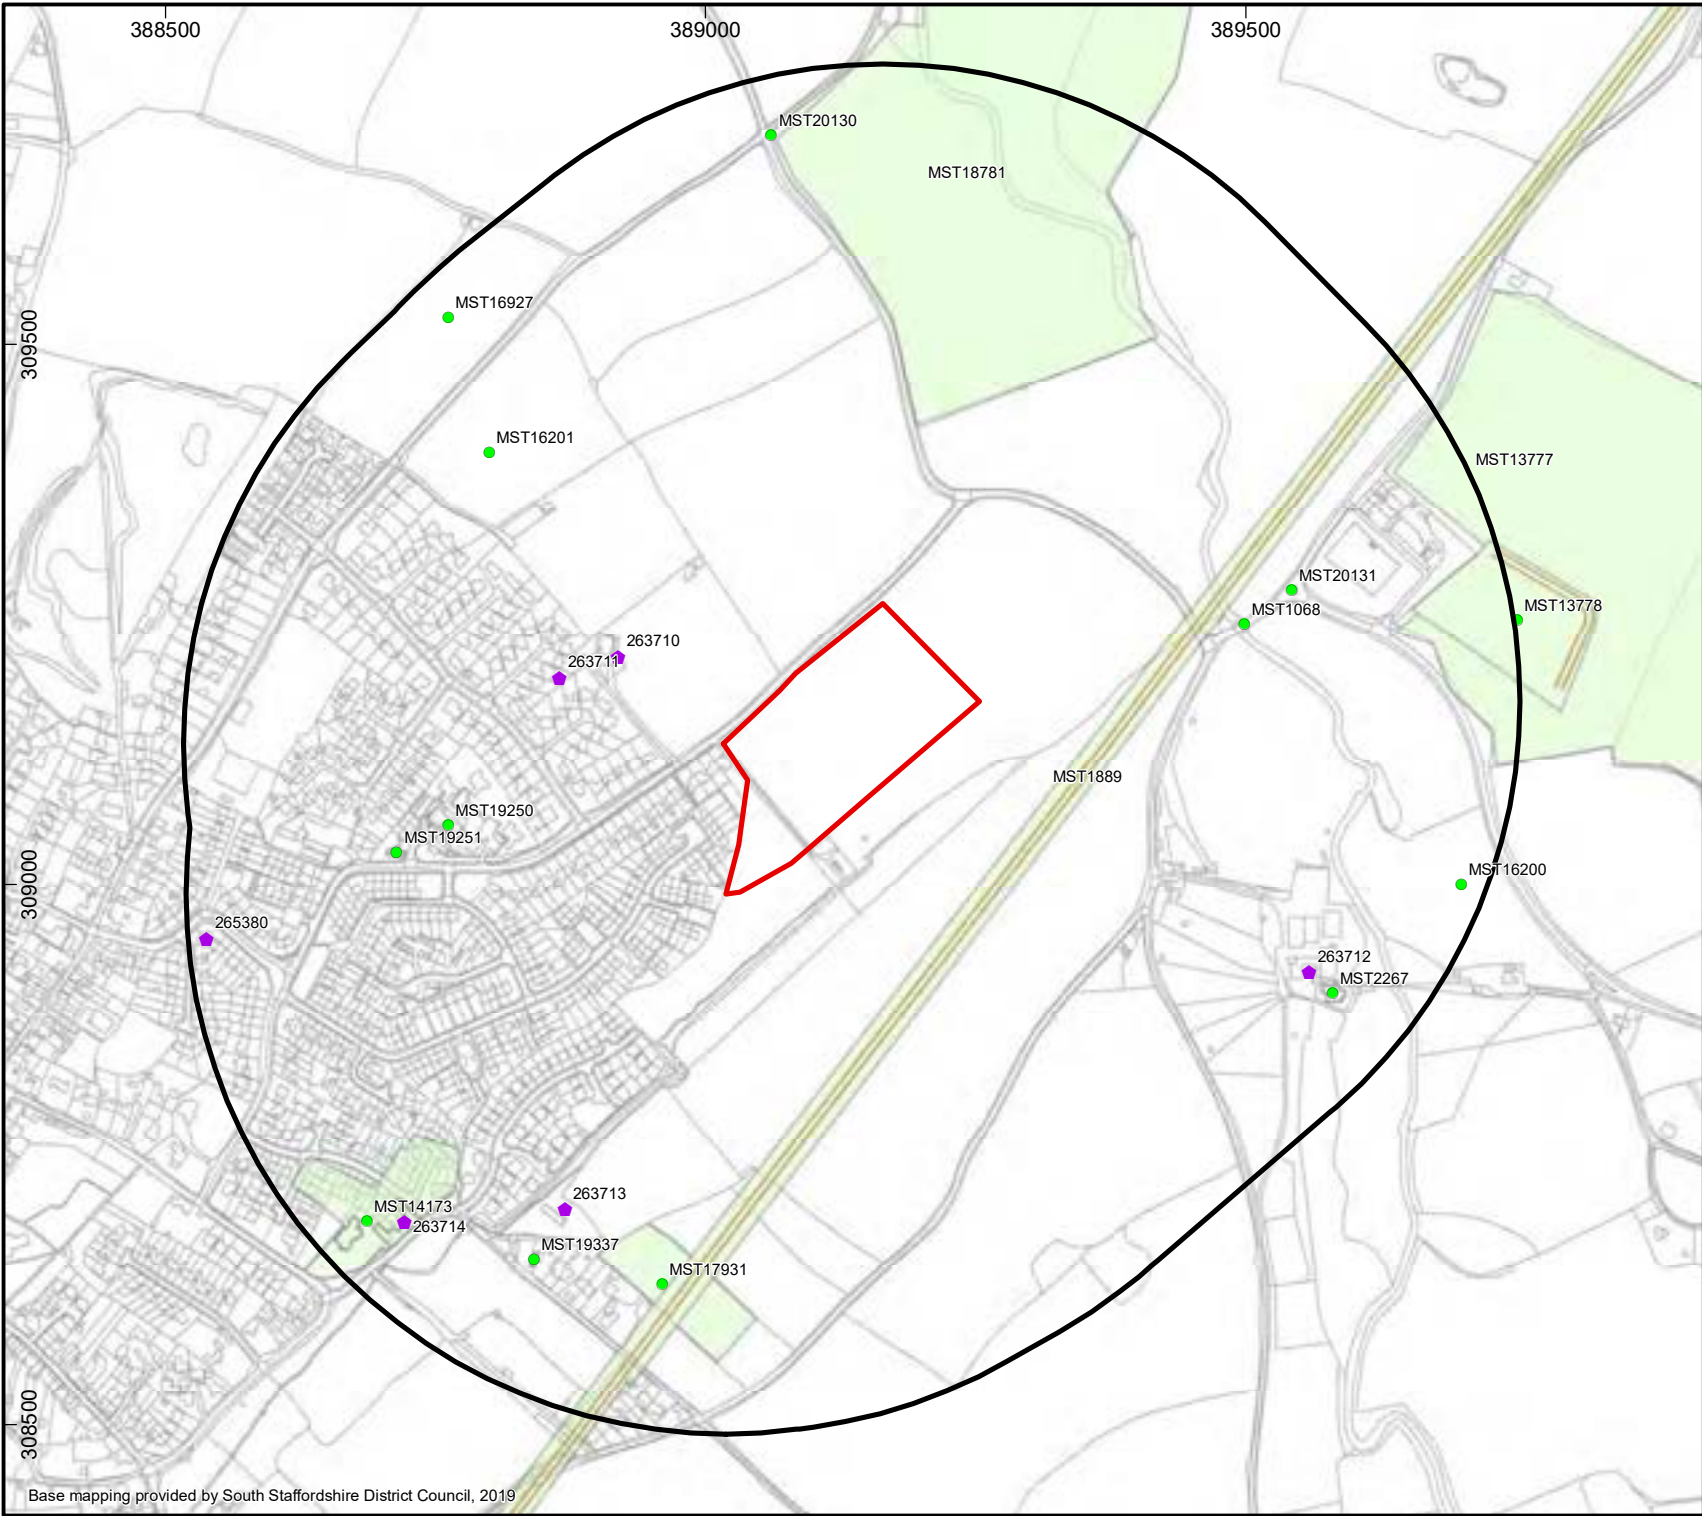 388500
389000
389500
MST20130
MST18781
MST16927
309500
MST16201
MST13777
MST20131
MST1068
MST13778
263710
263711
MST1889
MST19250
MST19251
309000
MST16200
265380
263712
MST2267
263713
MST14173
263714
MST19337
MST17931
308500
Base mapping provided by South Staffordshire District Council, 2019